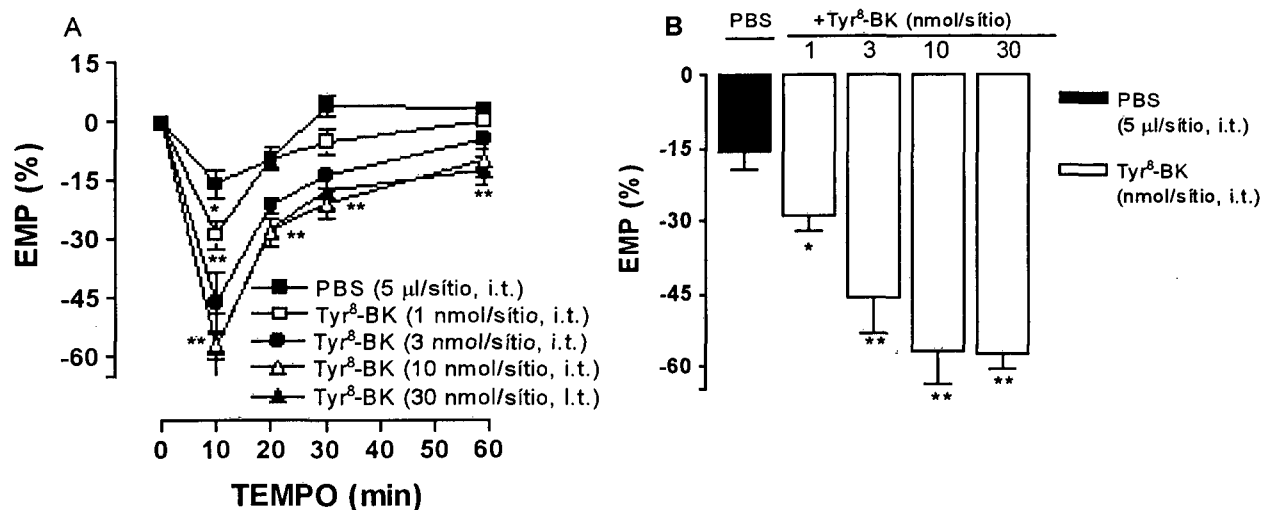 A
15
0
-15
-30
-45
-60
EMP (%)
*
**
**
**
**
**
PBS (5 µl/sítio, i.t.)
Tyr⁸-BK (1 nmol/sítio, i.t.)
Tyr⁸-BK (3 nmol/sítio, i.t.)
Tyr⁸-BK (10 nmol/sítio, i.t.)
Tyr⁸-BK (30 nmol/sítio, I.t.)
0 10 20 30 40 50 60
TEMPO (min)
B
PBS +Tyr⁸-BK (nmol/sítio)
1 3 10 30
0
-15
-30
-45
-60
EMP (%)
*
**
**
**
PBS
(5 µl/sítio, i.t.)
Tyr⁸-BK
(nmol/sítio, i.t.)